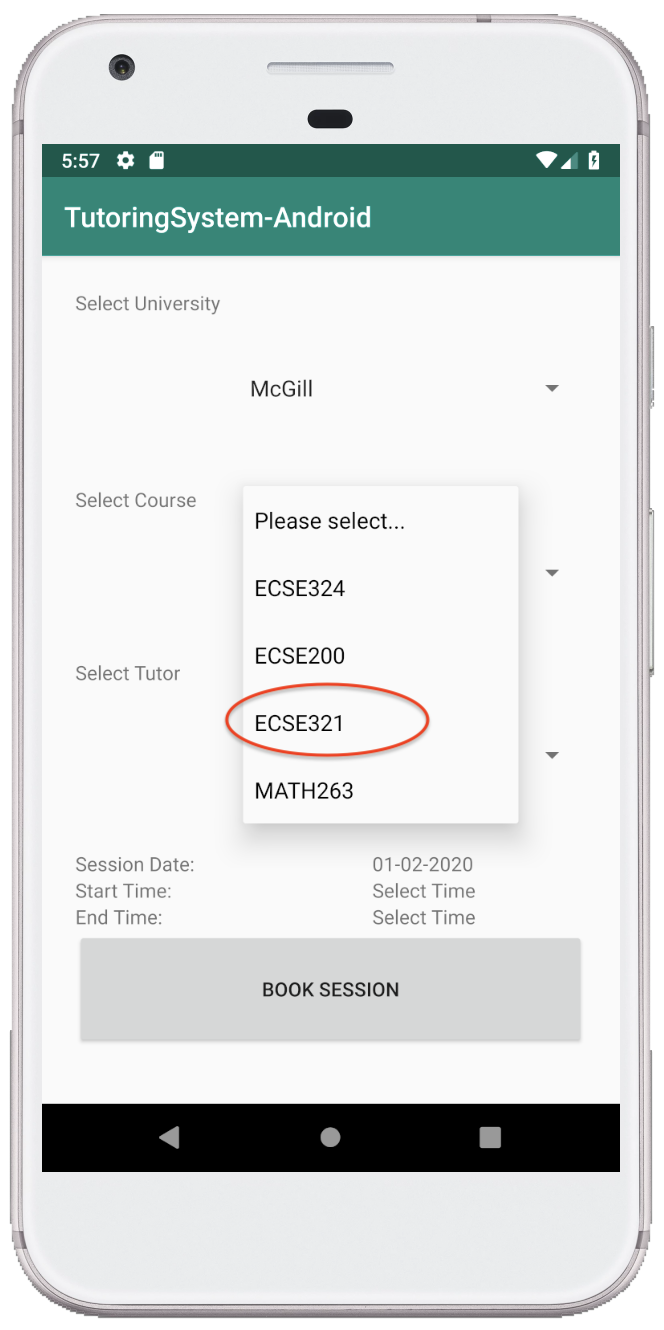 5:57
TutoringSystem-Android
Select University
McGill
Select Course
Please select...
ECSE324
ECSE200
Select Tutor
ECSE321
MATH263
Session Date: 01-02-2020
Start Time: Select Time
End Time: Select Time
BOOK SESSION